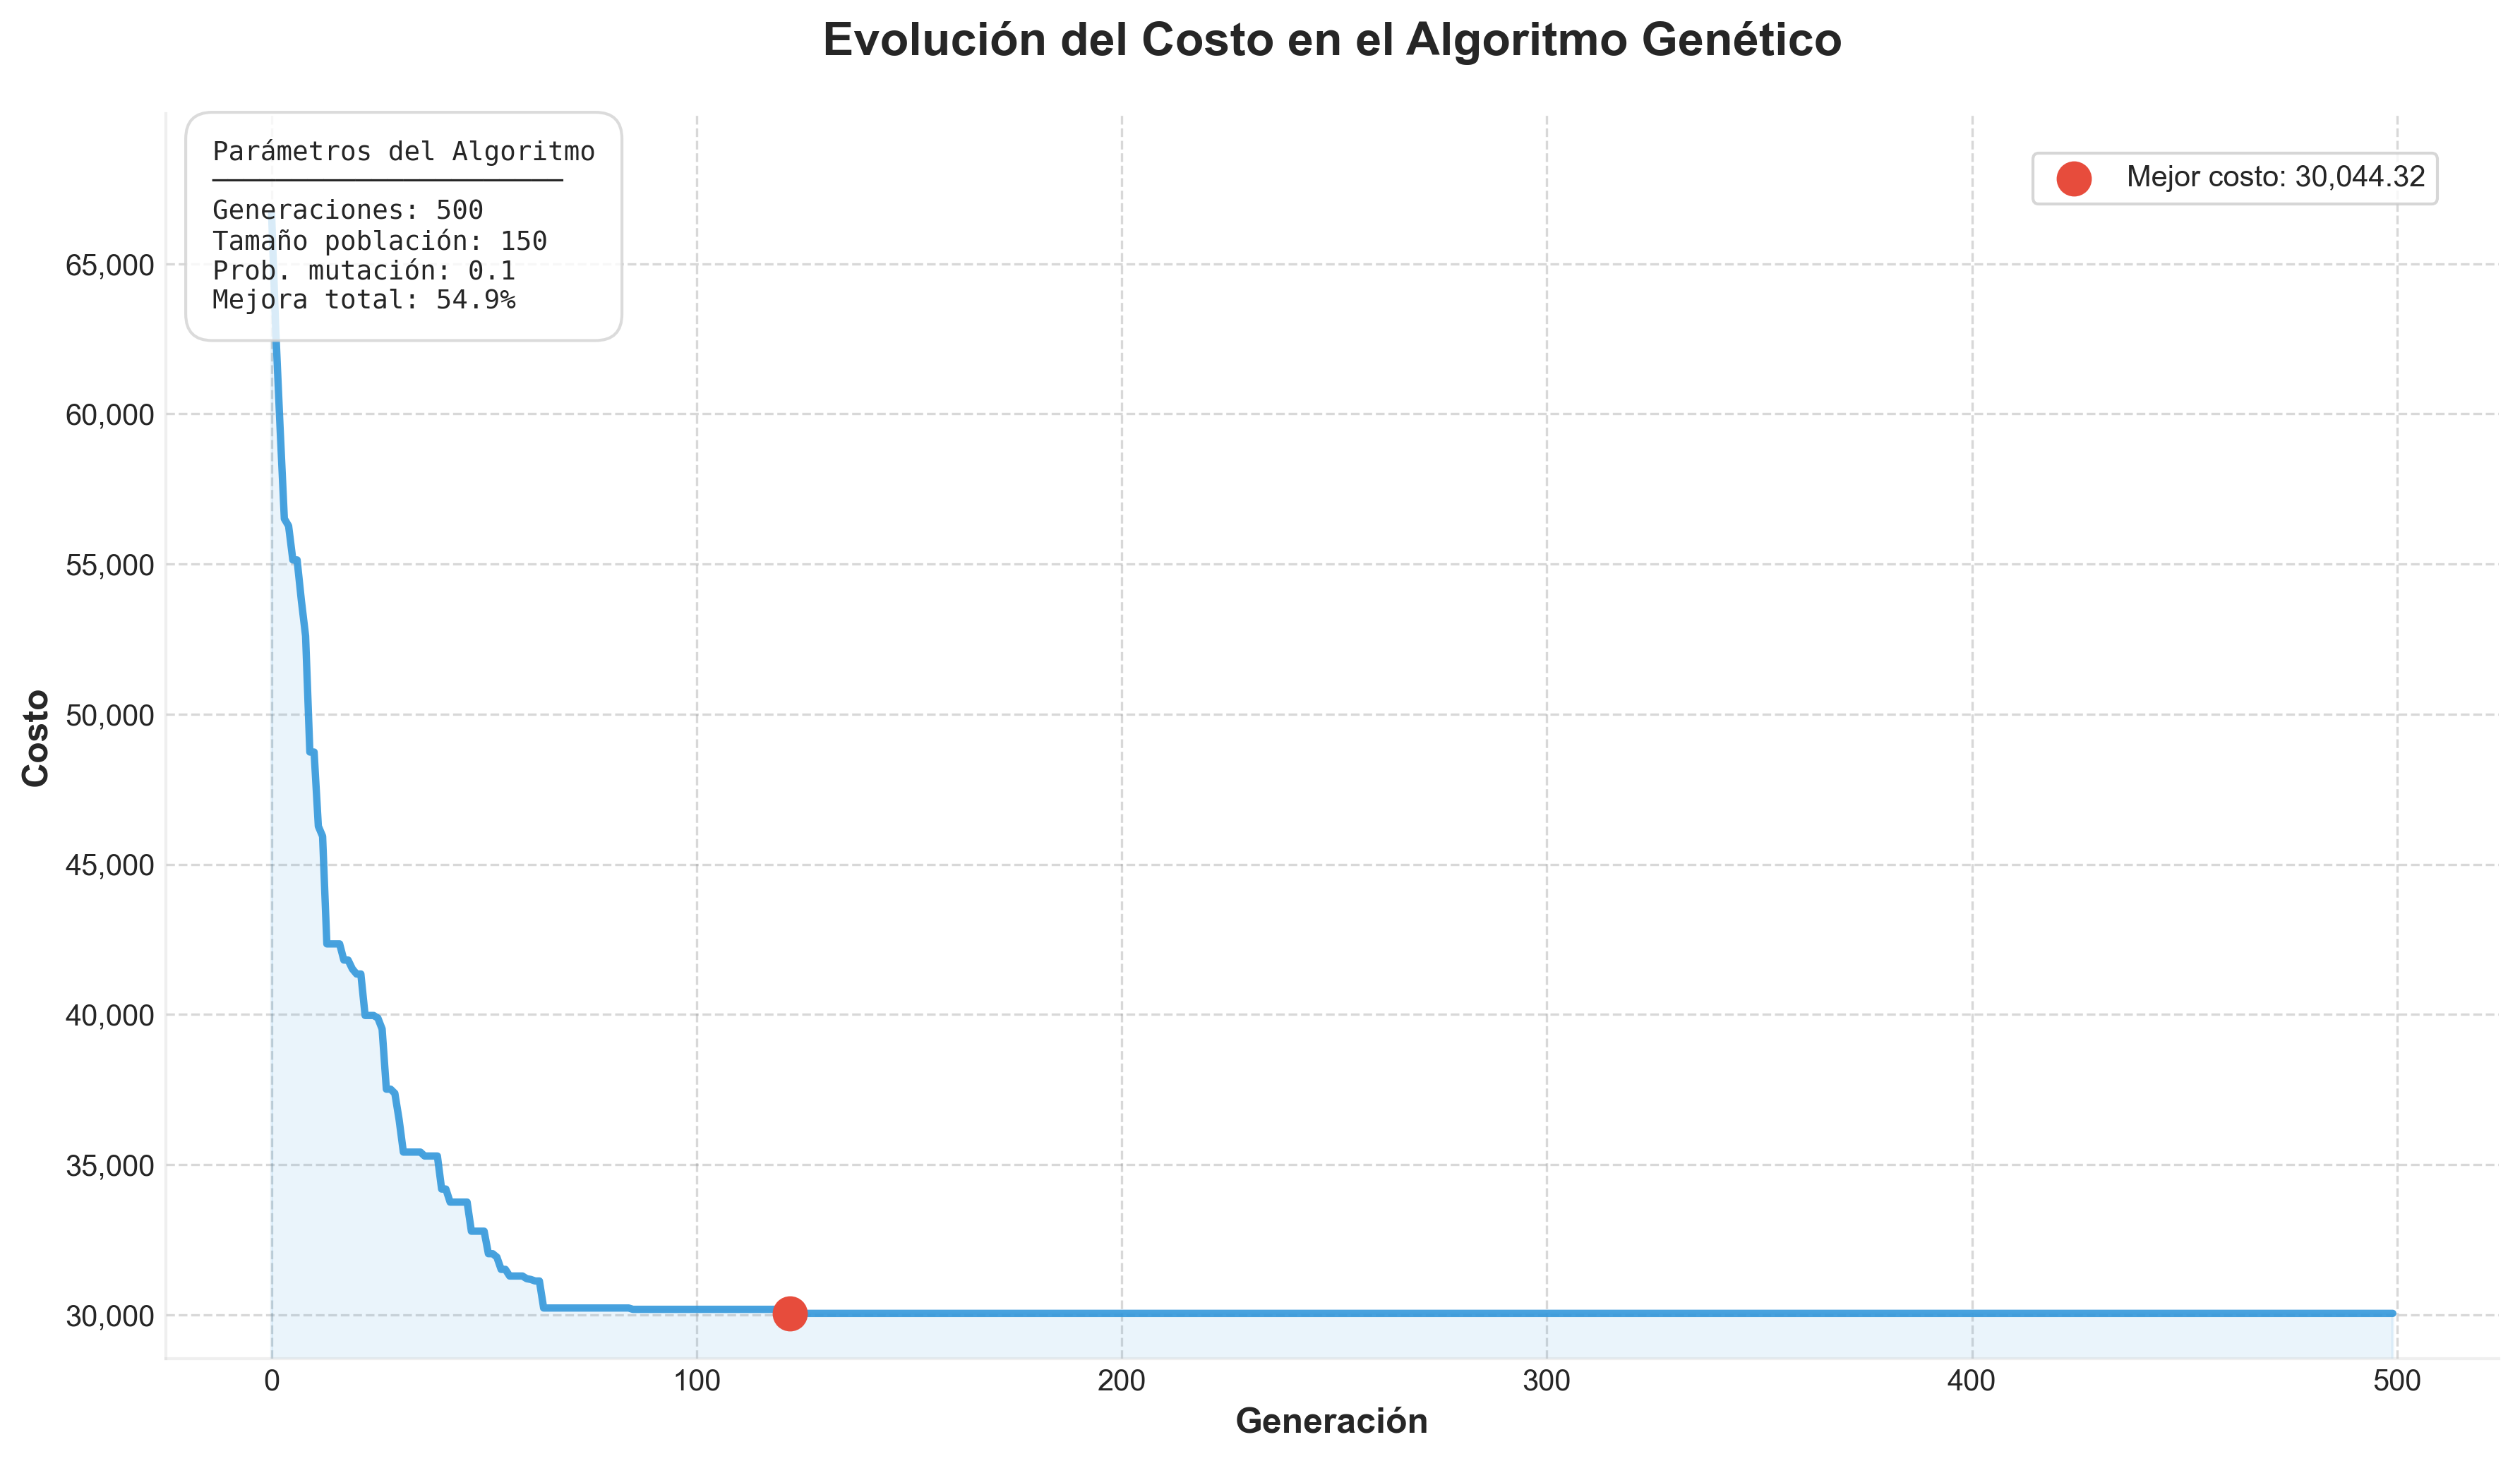 Evolución del Costo en el Algoritmo Genético
Parámetros del Algoritmo
Generaciones: 500
Tamaño población: 150
Prob. mutación: 0.1
Mejora total: 54.9%
Mejor costo: 30,044.32
Costo
65,000
60,000
55,000
50,000
45,000
40,000
35,000
30,000
0 100 200 300 400 500
Generación